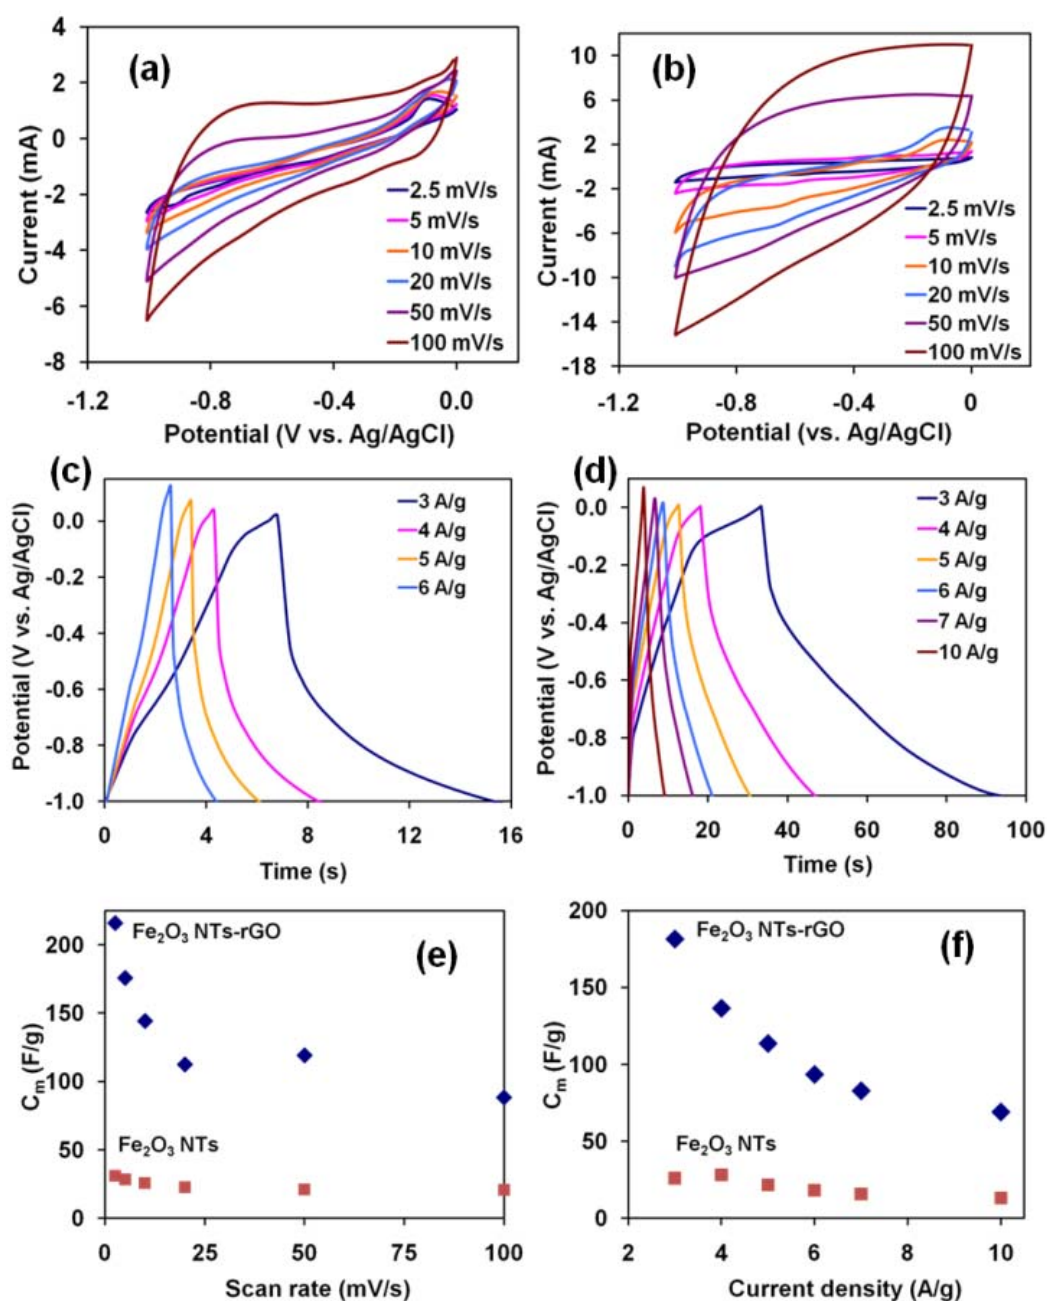 (a)
4
2
0
-2
-4
-6
-8
Current (mA)
2.5 mV/s
5 mV/s
10 mV/s
20 mV/s
50 mV/s
100 mV/s
-1.2 -0.8 -0.4 0.0
Potential (V vs. Ag/AgCl)
(b)
10
6
2
-2
-6
-10
-14
-18
Current (mA)
2.5 mV/s
5 mV/s
10 mV/s
20 mV/s
50 mV/s
100 mV/s
-1.2 -0.8 -0.4 0
Potential (vs. Ag/AgCl)
(c)
0.0
-0.2
-0.4
-0.6
-0.8
-1.0
Potential (V vs. Ag/AgCl)
3 A/g
4 A/g
5 A/g
6 A/g
0 4 8 12 16
Time (s)
(d)
0.0
-0.2
-0.4
-0.6
-0.8
-1.0
Potential (V vs. Ag/AgCl)
3 A/g
4 A/g
5 A/g
6 A/g
7 A/g
10 A/g
0 20 40 60 80 100
Time (s)
(e)
200
150
100
50
0
Cₘ (F/g)
Fe₂O₃ NTs-rGO
Fe₂O₃ NTs
0 25 50 75 100
Scan rate (mV/s)
(f)
200
150
100
50
0
Cₘ (F/g)
Fe₂O₃ NTs-rGO
Fe₂O₃ NTs
2 4 6 8 10
Current density (A/g)